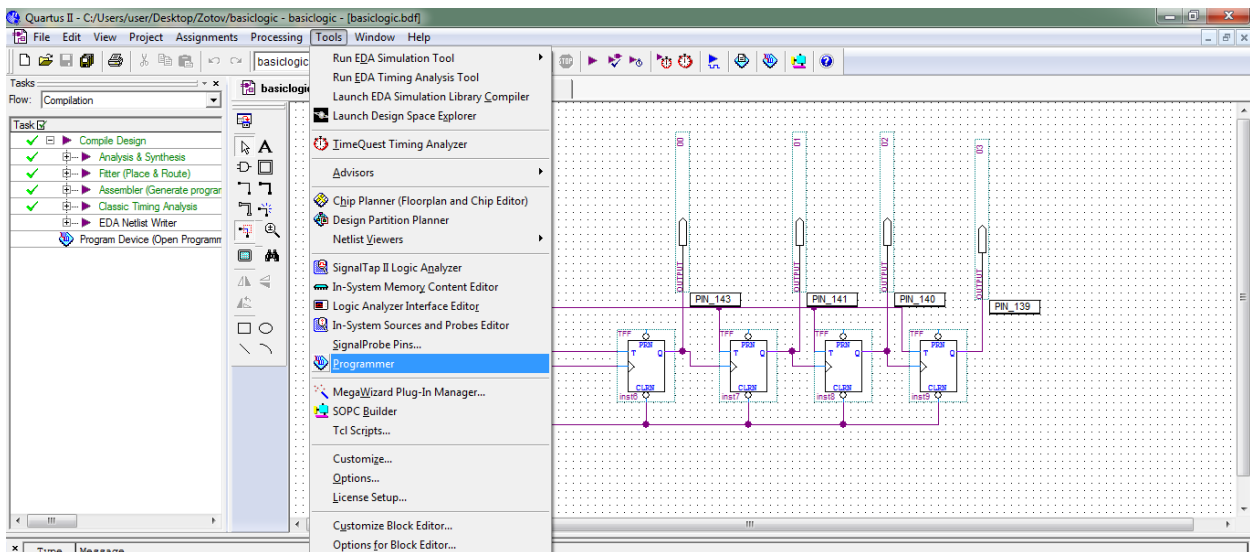 Quartus II - C:/Users/user/Desktop/Zotov/basiclogic - basiclogic - [basiclogic.bdf]
File Edit View Project Assignments Processing Tools Window Help
basiclogic
Tasks
Flow: Compilation
Task
Compile Design
Analysis & Synthesis
Fitter (Place & Route)
Assembler (Generate program
Classic Timing Analysis
EDA Netlist Writer
Program Device (Open Programm
basiclogi
Run EDA Simulation Tool
Run EDA Timing Analysis Tool
Launch EDA Simulation Library Compiler
Launch Design Space Explorer
TimeQuest Timing Analyzer
Advisors
Chip Planner (Floorplan and Chip Editor)
Design Partition Planner
Netlist Viewers
SignalTap II Logic Analyzer
In-System Memory Content Editor
Logic Analyzer Interface Editor
In-System Sources and Probes Editor
SignalProbe Pins...
Programmer
MegaWizard Plug-In Manager...
SOPC Builder
Tcl Scripts...
Customize...
Options...
License Setup...
Customize Block Editor...
Options for Block Editor...
STOP
OUTPUT OUTPUT OUTPUT OUTPUT
PIN_143 PIN_141 PIN_140 PIN_139
TFF TFF TFF TFF
PRN PRN PRN PRN
T Q T Q T Q T Q
CLRN CLRN CLRN CLRN
inst6 inst7 inst8 inst9
Type Message